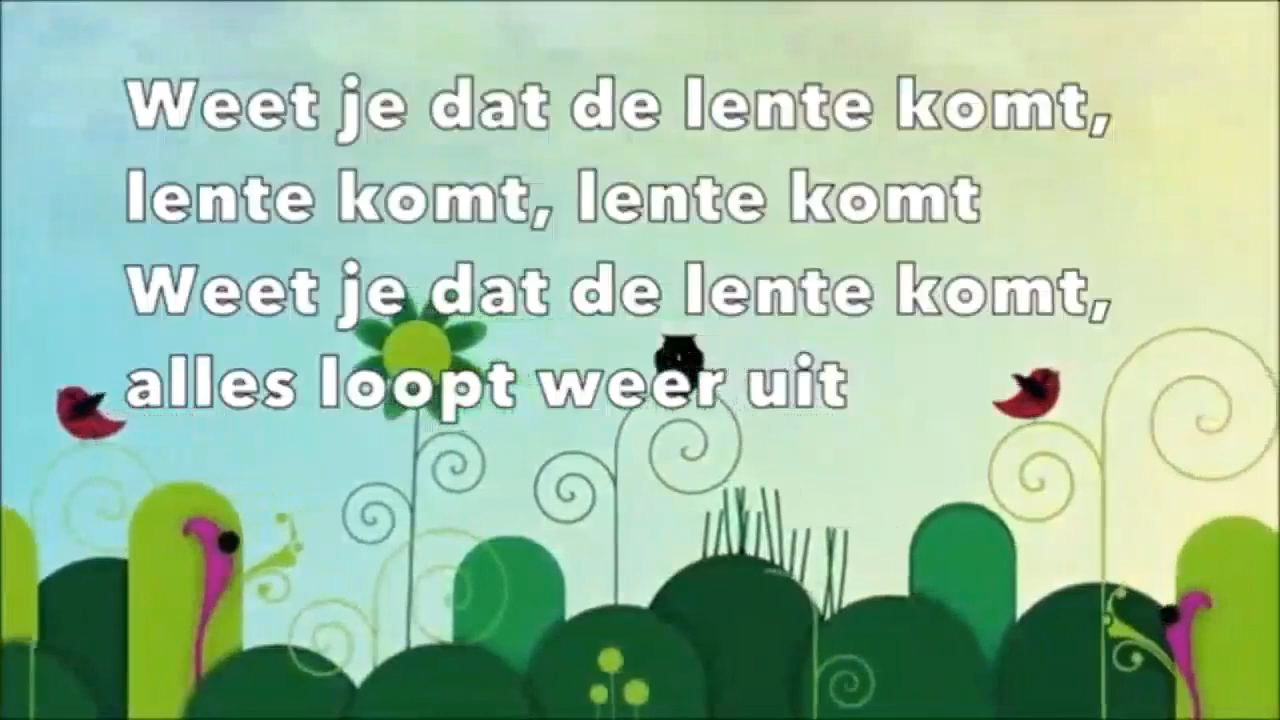 Weet je dat de lente komt,
lente komt, lente komt
Weet je dat de lente komt,
alles loopt weer uit